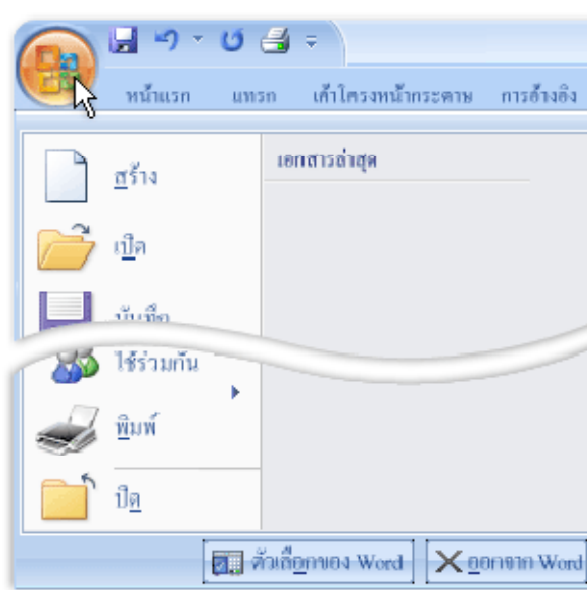 หน้าแรก แทรก เค้าโครงหน้ากระดาษ การอ้างอิง
เอกสารล่าสุด
สร้าง
เปิด
บันทึก
ใช้ร่วมกัน
พิมพ์
ปิด
ตัวเลือกของ Word ออกจาก Word